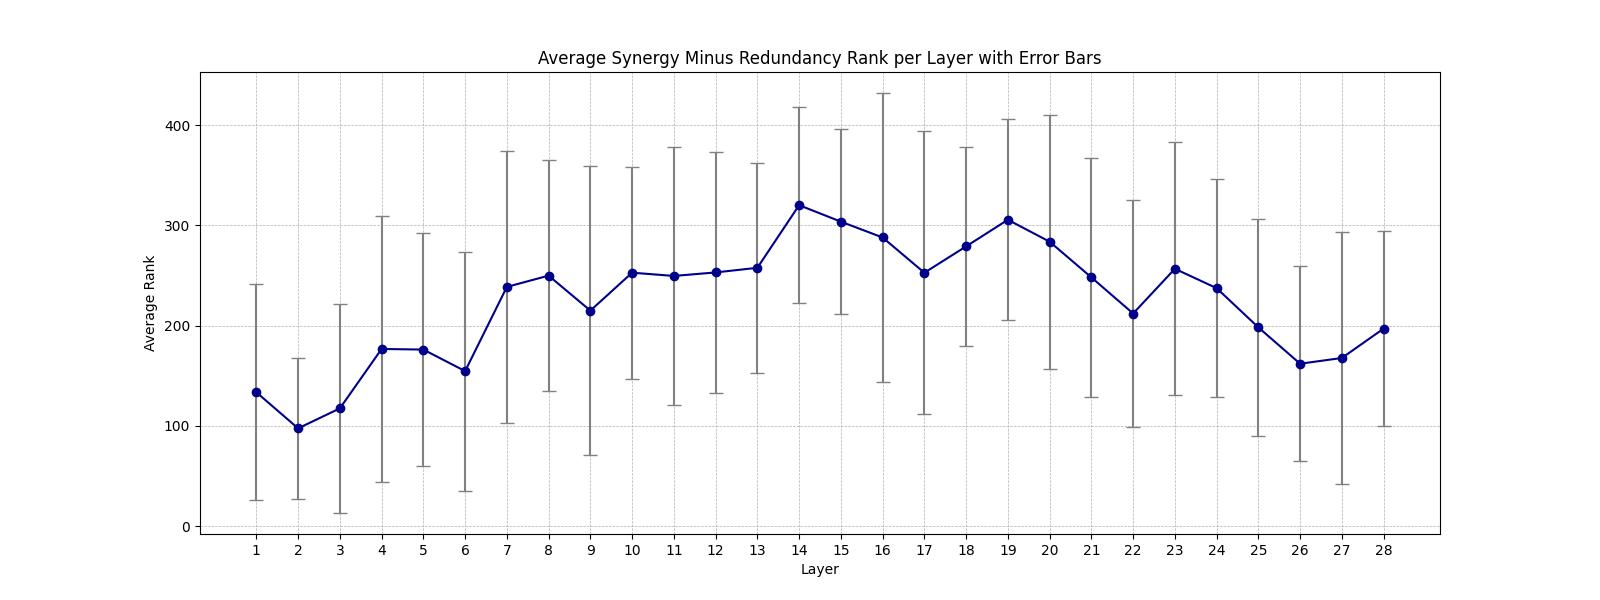 Average Synergy Minus Redundancy Rank per Layer with Error Bars
Average Rank
400
300
200
100
0
1 2 3 4 5 6 7 8 9 10 11 12 13 14 15 16 17 18 19 20 21 22 23 24 25 26 27 28
Layer